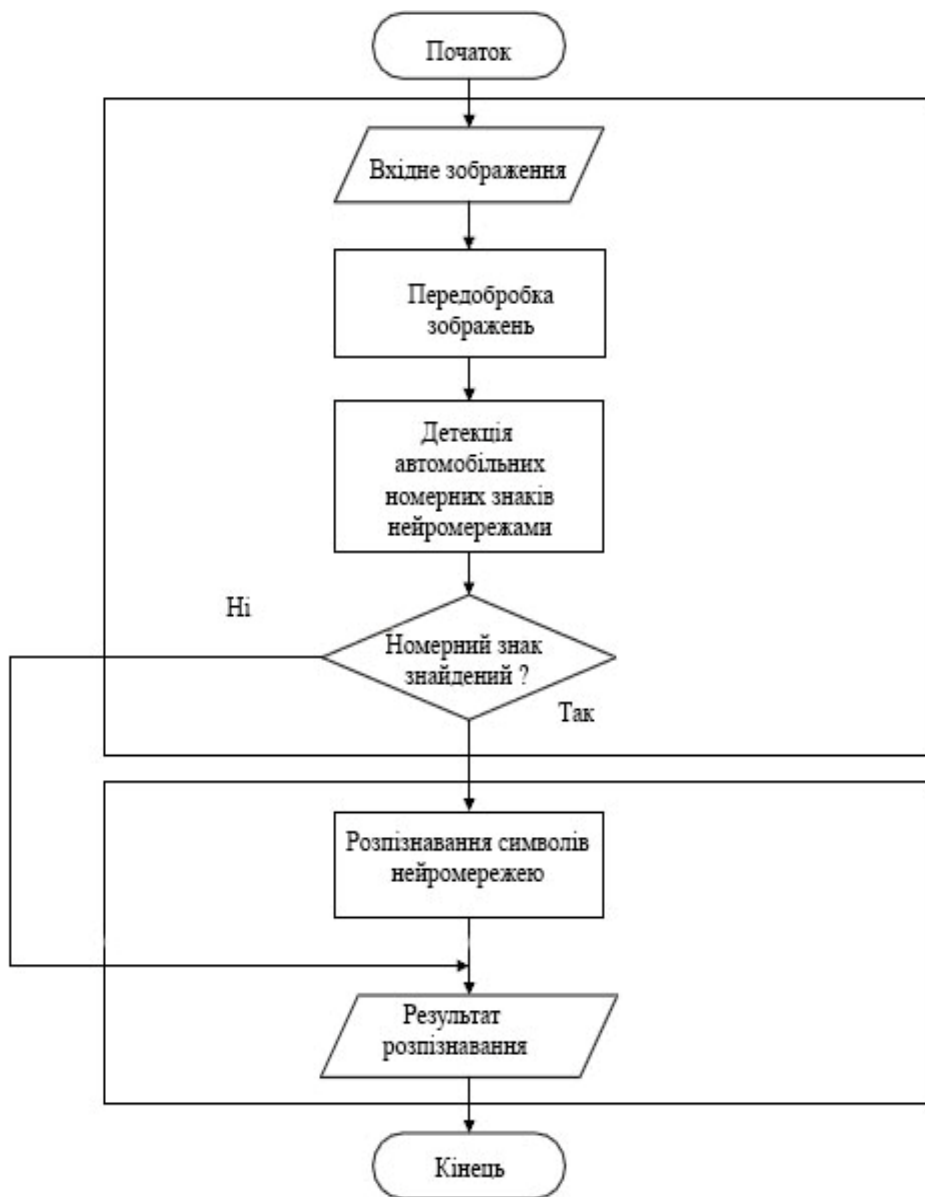 Початок
Вхідне зображення
Передобробка
зображень
Детекція
автомобільних
номерних знаків
нейромережами
Ні
Номерний знак
знайдений ?
Так
Розпізнавання символів
нейромережею
Результат
розпізнавання
Кінець